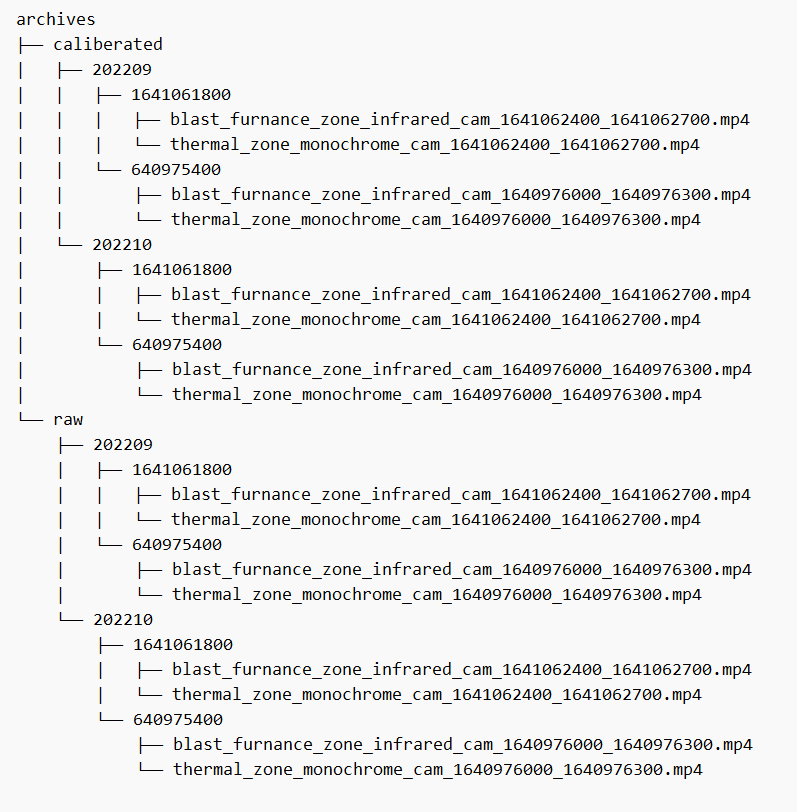 archives
├── caliberated
│   ├── 202209
│   │   ├── 1641061800
│   │   │   ├── blast_furnance_zone_infrared_cam_1641062400_1641062700.mp4
│   │   │   └── thermal_zone_monochrome_cam_1641062400_1641062700.mp4
│   │   └── 640975400
│   │       ├── blast_furnance_zone_infrared_cam_1640976000_1640976300.mp4
│   │       └── thermal_zone_monochrome_cam_1640976000_1640976300.mp4
│   └── 202210
│       ├── 1641061800
│       │   ├── blast_furnance_zone_infrared_cam_1641062400_1641062700.mp4
│       │   └── thermal_zone_monochrome_cam_1641062400_1641062700.mp4
│       └── 640975400
│           ├── blast_furnance_zone_infrared_cam_1640976000_1640976300.mp4
│           └── thermal_zone_monochrome_cam_1640976000_1640976300.mp4
└── raw
    ├── 202209
    │   ├── 1641061800
    │   │   ├── blast_furnance_zone_infrared_cam_1641062400_1641062700.mp4
    │   │   └── thermal_zone_monochrome_cam_1641062400_1641062700.mp4
    │   └── 640975400
    │       ├── blast_furnance_zone_infrared_cam_1640976000_1640976300.mp4
    │       └── thermal_zone_monochrome_cam_1640976000_1640976300.mp4
    └── 202210
        ├── 1641061800
        │   ├── blast_furnance_zone_infrared_cam_1641062400_1641062700.mp4
        │   └── thermal_zone_monochrome_cam_1641062400_1641062700.mp4
        └── 640975400
            ├── blast_furnance_zone_infrared_cam_1640976000_1640976300.mp4
            └── thermal_zone_monochrome_cam_1640976000_1640976300.mp4